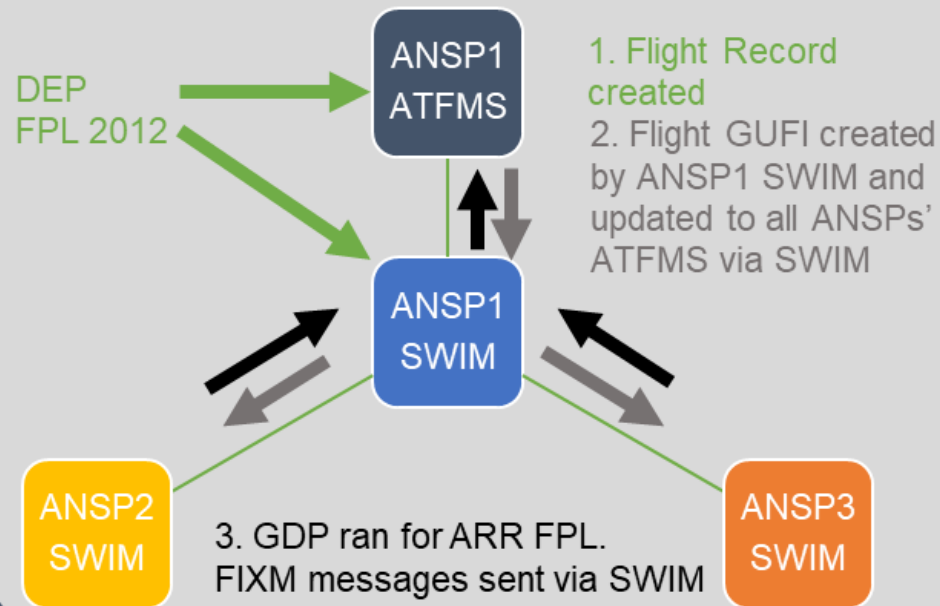 DEP
FPL 2012
ANSP1
ATFMS
1. Flight Record
created
2. Flight GUFI created
by ANSP1 SWIM and
updated to all ANSPs’
ATFMS via SWIM
ANSP1
SWIM
ANSP2
SWIM
3. GDP ran for ARR FPL.
FIXM messages sent via SWIM
ANSP3
SWIM